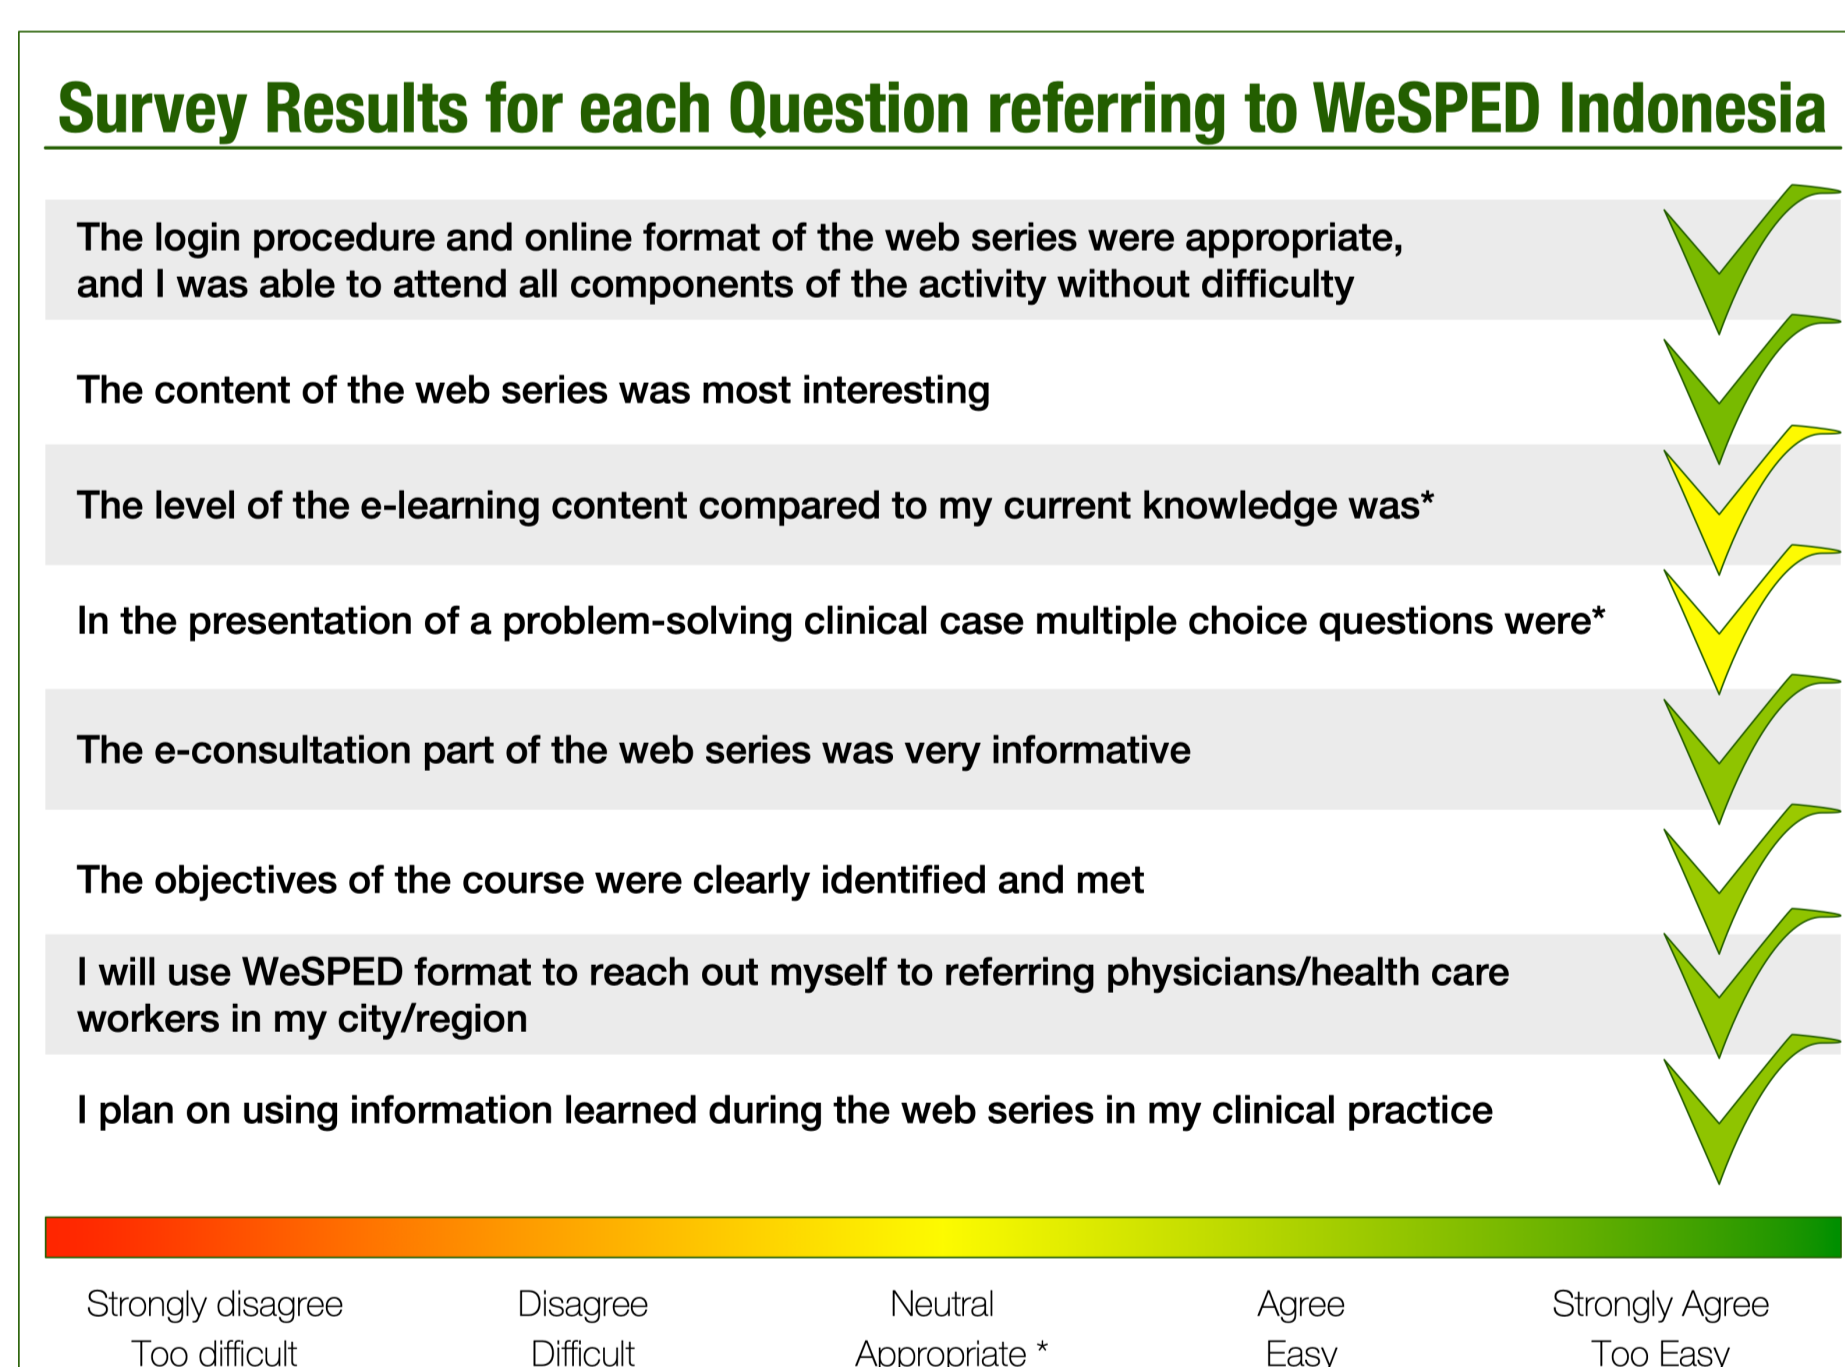 Survey Results for each Question referring to WeSPED Indonesia
The login procedure and online format of the web series were appropriate,
and I was able to attend all components of the activity without difficulty
The content of the web series was most interesting
The level of the e-learning content compared to my current knowledge was*
In the presentation of a problem-solving clinical case multiple choice questions were*
The e-consultation part of the web series was very informative
The objectives of the course were clearly identified and met
I will use WeSPED format to reach out myself to referring physicians/health care
workers in my city/region
I plan on using information learned during the web series in my clinical practice
Strongly disagree Disagree Neutral Agree Strongly Agree
Too difficult Difficult Appropriate * Easy Too Easy